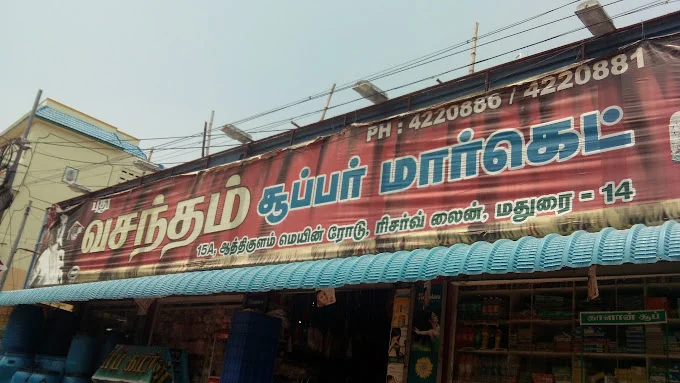 PH : 4220886 / 4220881
புது
வசந்தம் சூப்பர் மார்கெட்
15A, ஆத்திகுளம் மெயின் ரோடு, ரிசர்வ் லைன், மதுரை - 14